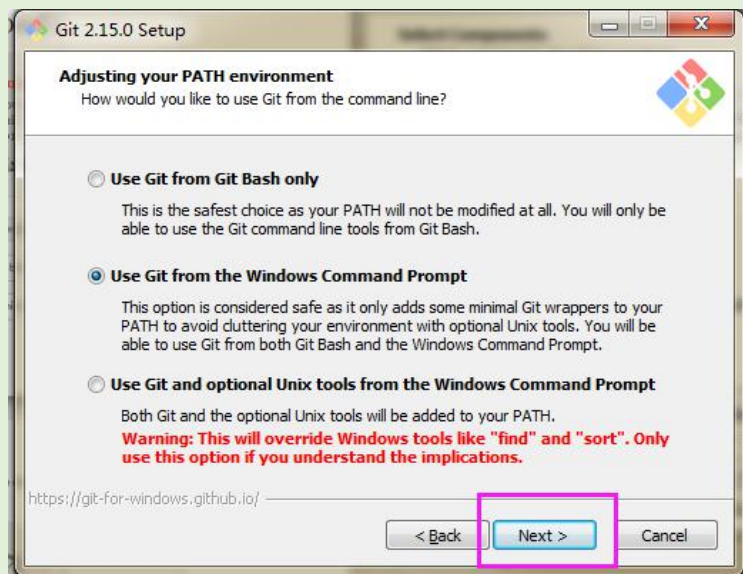 Git 2.15.0 Setup
Adjusting your PATH environment
How would you like to use Git from the command line?
Use Git from Git Bash only
This is the safest choice as your PATH will not be modified at all. You will only be
able to use the Git command line tools from Git Bash.
Use Git from the Windows Command Prompt
This option is considered safe as it only adds some minimal Git wrappers to your
PATH to avoid cluttering your environment with optional Unix tools. You will be
able to use Git from both Git Bash and the Windows Command Prompt.
Use Git and optional Unix tools from the Windows Command Prompt
Both Git and the optional Unix tools will be added to your PATH.
Warning: This will override Windows tools like "find" and "sort". Only
use this option if you understand the implications.
https://git-for-windows.github.io/
< Back Next > Cancel